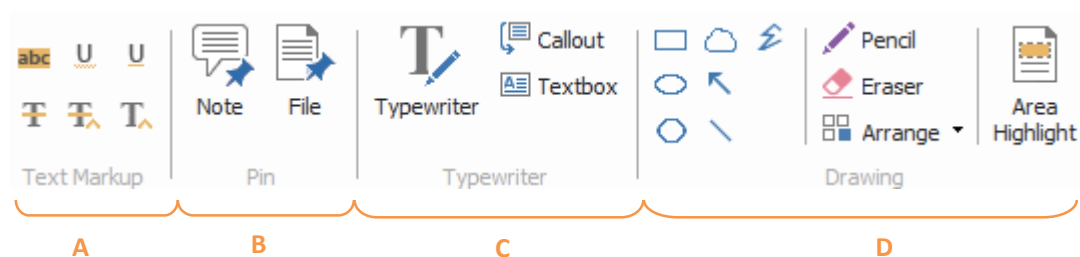 abc U U
T T T
Text Markup
Note File
Pin
Typewriter
Callout
Textbox
Typewriter
Pencil
Eraser
Arrange
Area
Highlight
Drawing
A B C D